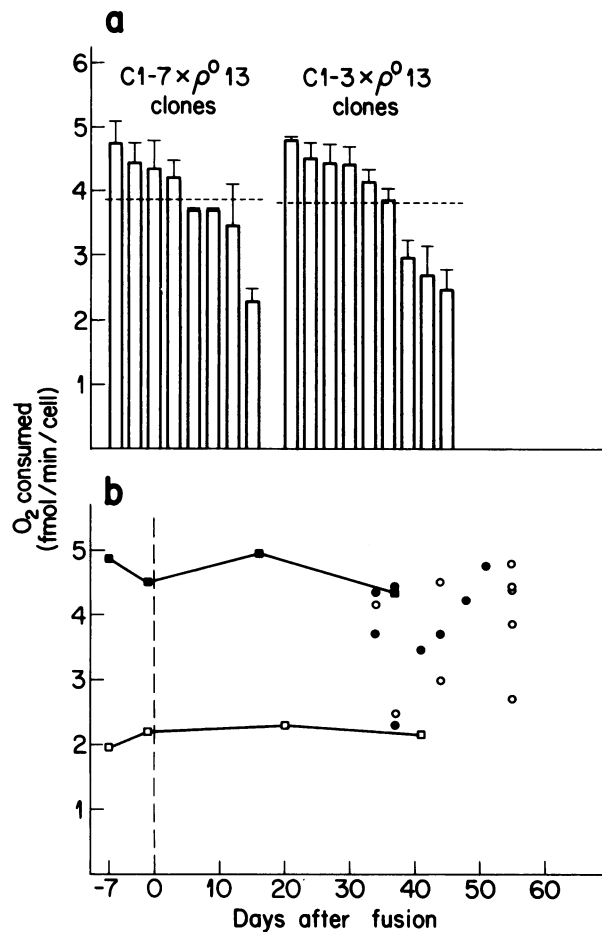 a
C1-7×ρ⁰13
clones
C1-3×ρ⁰13
clones
6
5
4
3
2
1
O₂ consumed
(fmol/min/cell)
b
5
4
3
2
1
-7 0 10 20 30 40 50 60
Days after fusion